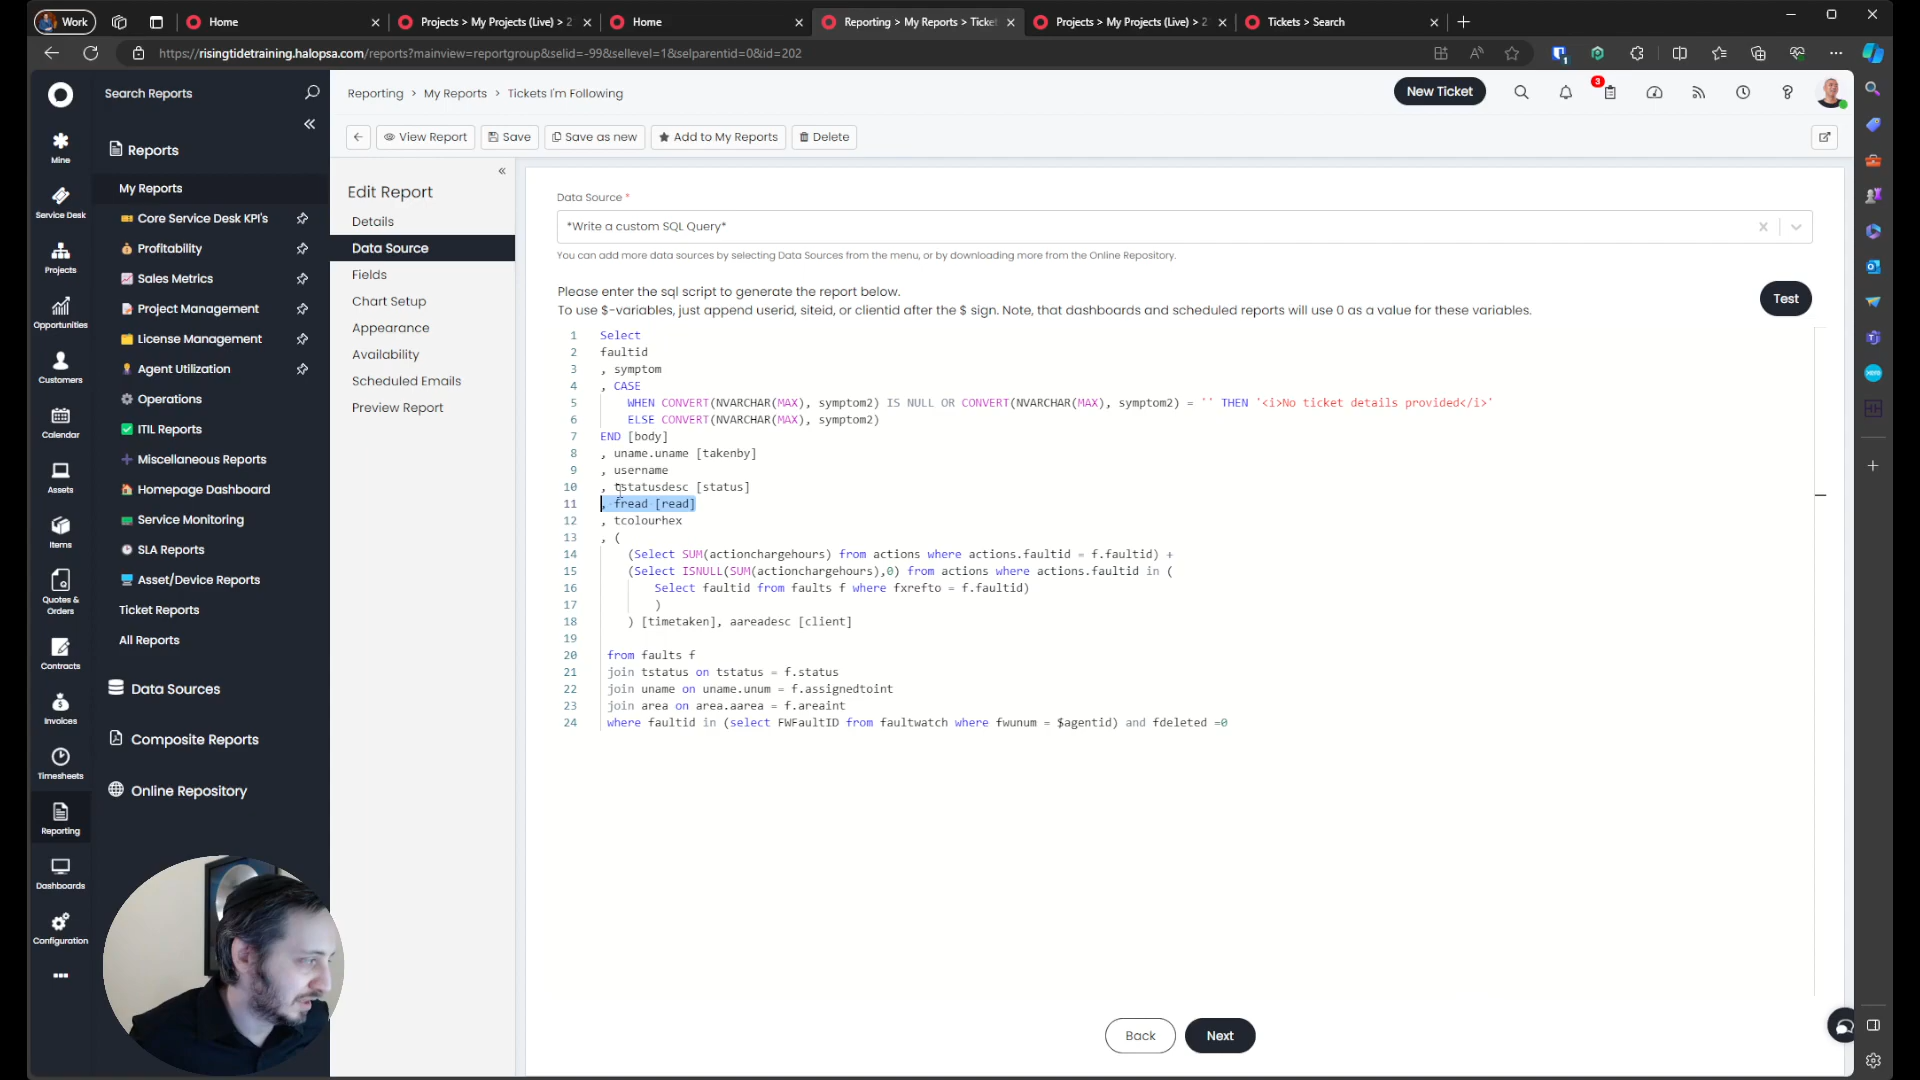 Work
Home
Projects > My Projects (Live) > 2
Home
Reporting > My Reports > Ticket
Projects > My Projects (Live) > 2
Tickets > Search
https://risingtidetraining.halopsa.com/reports?mainview=reportgroup&selid=-99&sellevel=1&selparentid=0&id=202
Search Reports
Reporting > My Reports > Tickets I'm Following
New Ticket
3
View Report
Save
Save as new
Add to My Reports
Delete
Mine
Service Desk
Projects
Opportunities
Customers
Calendar
Assets
Items
Quotes & Orders
Contracts
Invoices
Timesheets
Reporting
Dashboards
Configuration
Reports
My Reports
Core Service Desk KPI's
Profitability
Sales Metrics
Project Management
License Management
Agent Utilization
Operations
ITIL Reports
Miscellaneous Reports
Homepage Dashboard
Service Monitoring
SLA Reports
Asset/Device Reports
Ticket Reports
All Reports
Data Sources
Composite Reports
Online Repository
Edit Report
Details
Data Source
Fields
Chart Setup
Appearance
Availability
Scheduled Emails
Preview Report
Data Source *
*Write a custom SQL Query*
You can add more data sources by selecting Data Sources from the menu, or by downloading more from the Online Repository.
Please enter the sql script to generate the report below.
To use $-variables, just append userid, siteid, or clientid after the $ sign. Note, that dashboards and scheduled reports will use 0 as a value for these variables.
Test
1 Select
2 faultid
3 , symptom
4 , CASE
5 WHEN CONVERT(NVARCHAR(MAX), symptom2) IS NULL OR CONVERT(NVARCHAR(MAX), symptom2) = '' THEN '<i>No ticket details provided</i>'
6 ELSE CONVERT(NVARCHAR(MAX), symptom2)
7 END [body]
8 , uname.uname [takenby]
9 , username
10 , tstatusdesc [status]
11 , fread [read]
12 , tcolourhex
13 , (
14 (Select SUM(actionchargehours) from actions where actions.faultid = f.faultid) +
15 (Select ISNULL(SUM(actionchargehours),0) from actions where actions.faultid in (
16 Select faultid from faults f where fxrefto = f.faultid)
17 )
18 ) [timetaken], aareadesc [client]
19
20 from faults f
21 join tstatus on tstatus = f.status
22 join uname on uname.unum = f.assignedtoint
23 join area on area.aarea = f.areaint
24 where faultid in (select FWFaultID from faultwatch where fwunum = $agentid) and fdeleted =0
Back
Next